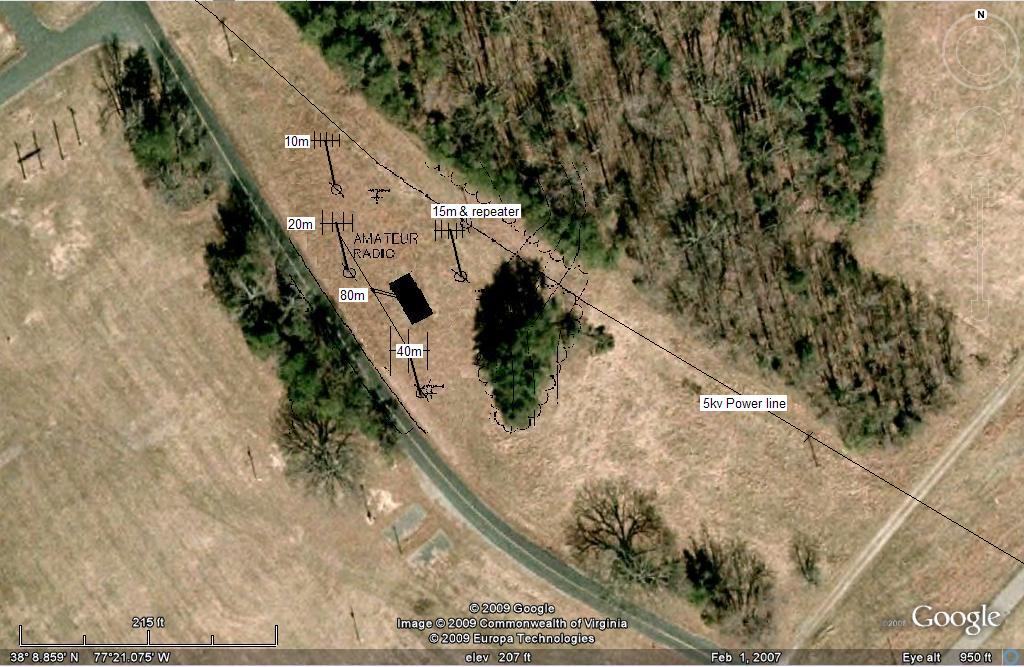 N
10m
15m & repeater
20m
AMATEUR
RADIO
80m
40m
5kv Power line
215 ft
© 2009 Google
Image © 2009 Commonwealth of Virginia
© 2009 Europa Technologies
©2009 Google
38° 8.859' N 77°21.075' W
elev 207 ft
Feb 1, 2007
Eye alt 950 ft